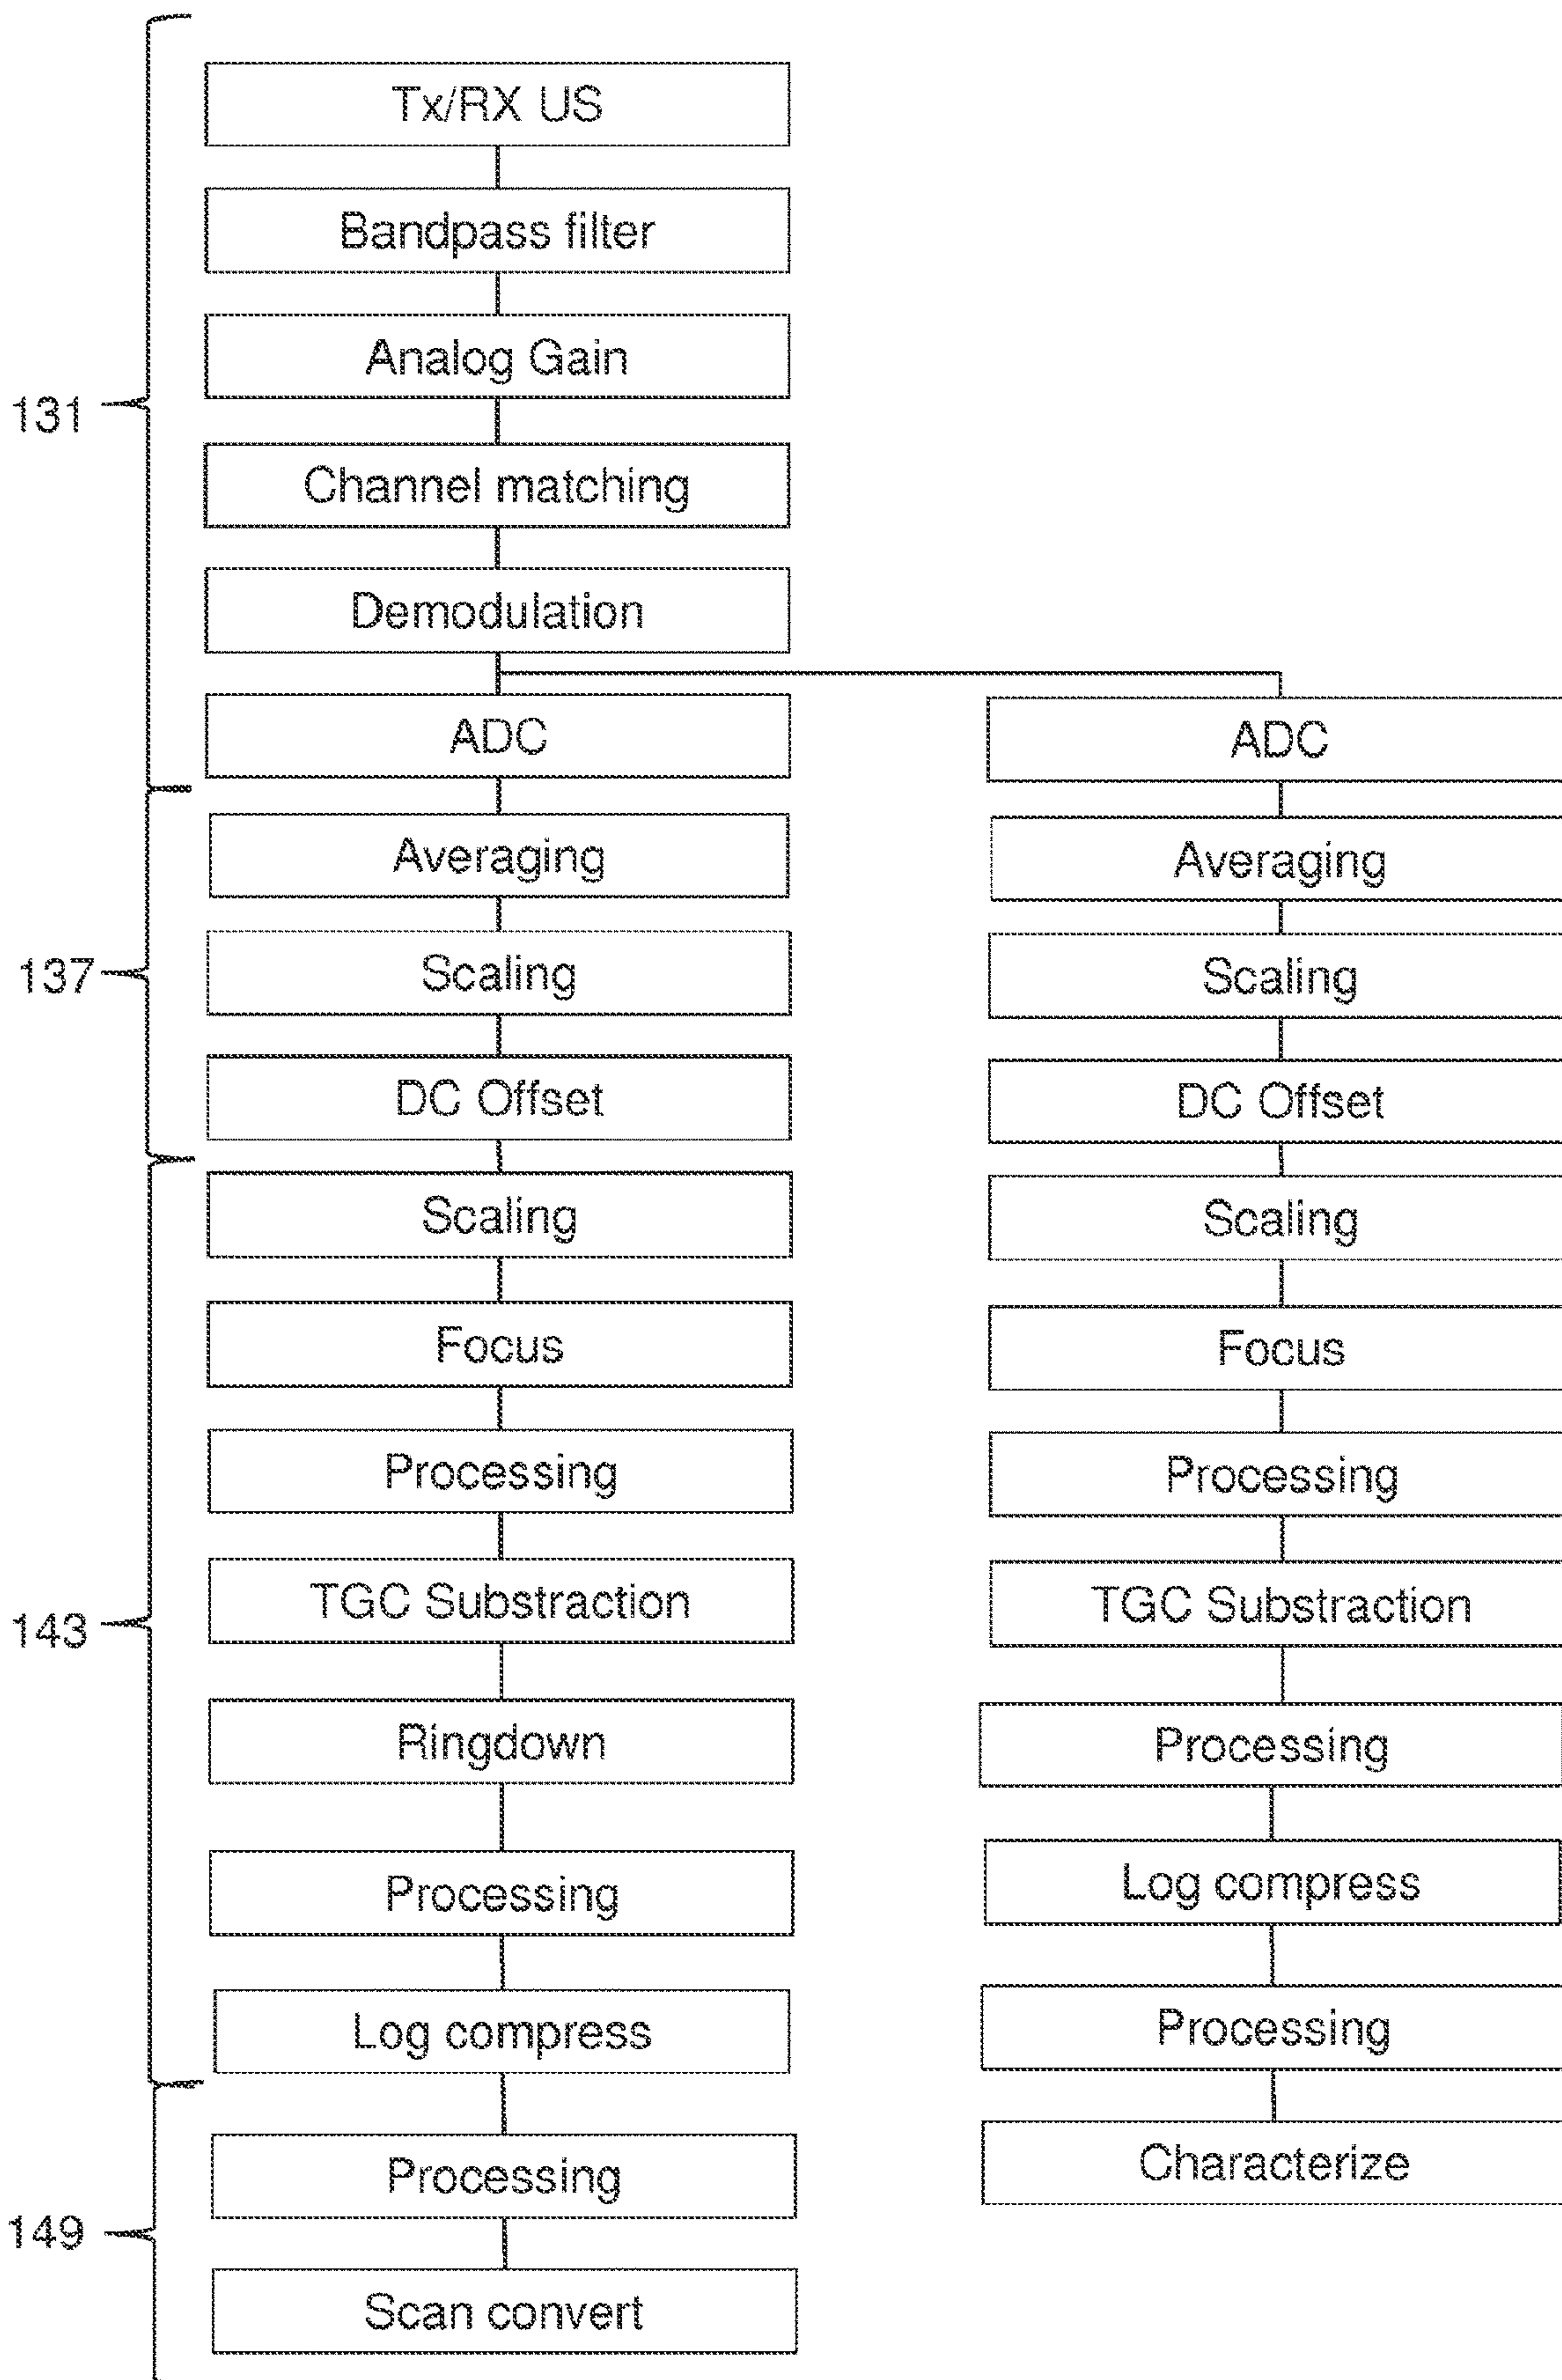 Tx/RX US
Bandpass filter
Analog Gain
131
Channel matching
Demodulation
ADC
ADC
Averaging
Averaging
137
Scaling
Scaling
DC Offset
DC Offset
Scaling
Scaling
Focus
Focus
Processing
Processing
143
TGC Substraction
TGC Substraction
Ringdown
Processing
Processing
Log compress
Log compress
Processing
Processing
Characterize
149
Scan convert